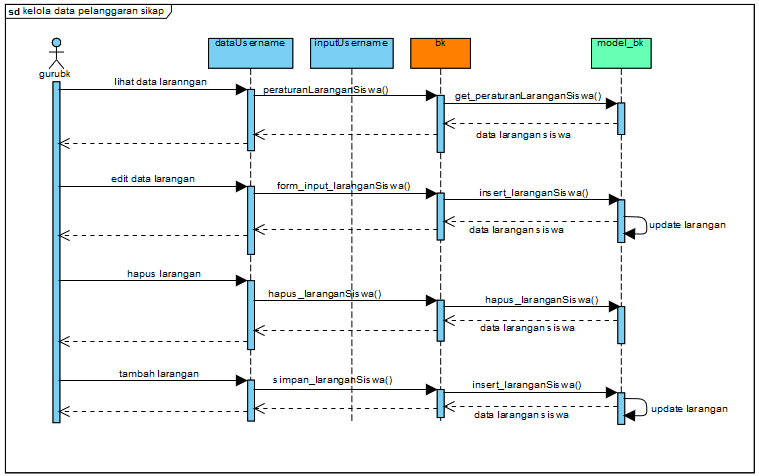 sd kelola data pelanggaran sikap
dataUsername
inputUsername
bk
model_bk
gurubk
lihat data laranngan
peraturanLaranganSiswa()
get_peraturanLaranganSiswa()
data larangan siswa
edit data larangan
form_input_laranganSiswa()
insert_laranganSiswa()
data larangan siswa
update larangan
hapus larangan
hapus_laranganSiswa()
hapus_laranganSiswa()
data larangan siswa
tambah larangan
simpan_laranganSiswa()
insert_laranganSiswa()
data larangan siswa
update larangan